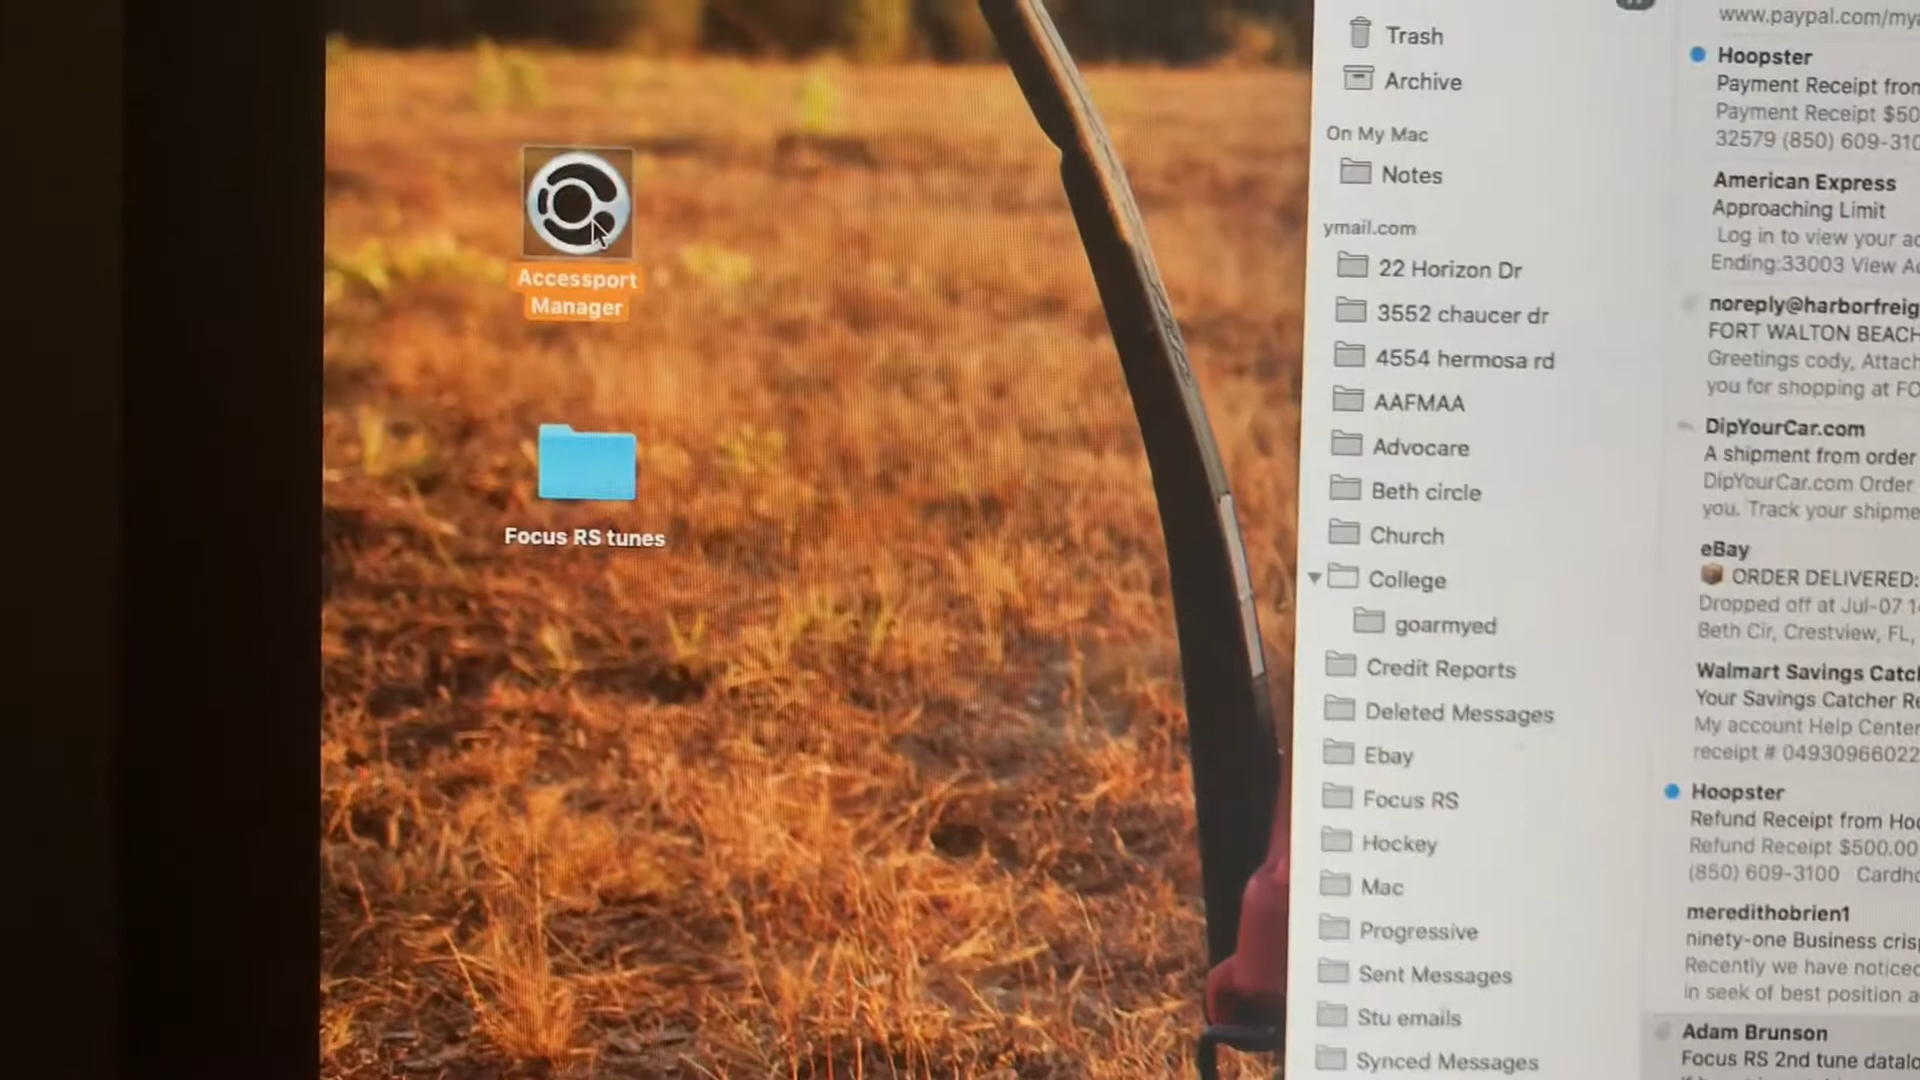 Accessport
Manager
Focus RS tunes
Trash
Archive
On My Mac
Notes
ymail.com
22 Horizon Dr
3552 chaucer dr
4554 hermosa rd
AAFMAA
Advocare
Beth circle
Church
College
goarmyed
Credit Reports
Deleted Messages
Ebay
Focus RS
Hockey
Mac
Progressive
Sent Messages
Stu emails
Synced Messages
www.paypal.com/my
Hoopster
Payment Receipt from
Payment Receipt $50
32579 (850) 609-310
American Express
Approaching Limit
Log in to view your ac
Ending:33003 View A
noreply@harborfreig
FORT WALTON BEACH
Greetings cody, Attach
you for shopping at FO
DipYourCar.com
A shipment from order
DipYourCar.com Order
you. Track your shipme
eBay
ORDER DELIVERED:
Dropped off at Jul-07 1
Beth Cir, Crestview, FL,
Walmart Savings Catc
Your Savings Catcher Re
My account Help Center
receipt # 04930966022
Hoopster
Refund Receipt from Hoo
Refund Receipt $500.00
(850) 609-3100 Cardho
meredithobrien1
ninety-one Business crisp
Recently we have noticed
in seek of best position a
Adam Brunson
Focus RS 2nd tune datalo